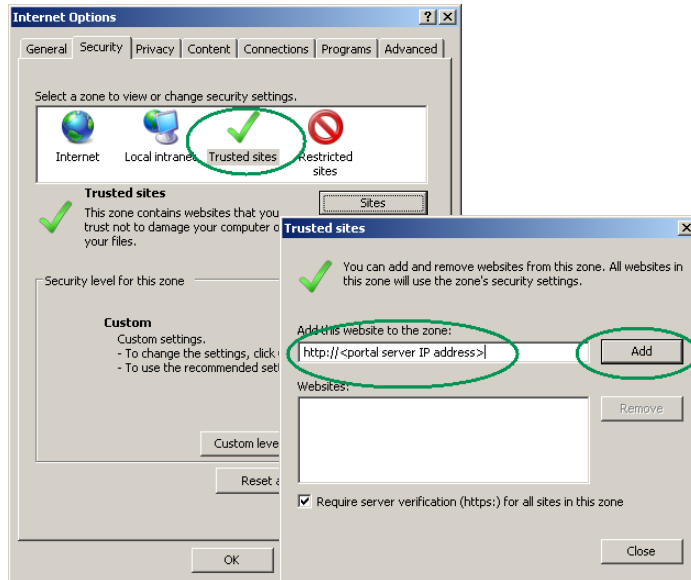 Internet Options
General Security Privacy Content Connections Programs Advanced
Select a zone to view or change security settings.
Internet Local intranet Trusted sites Restricted sites
Trusted sites
Sites
This zone contains websites that you
trust not to damage your computer o
your files.
Security level for this zone
Custom
Custom settings.
- To change the settings, click
- To use the recommended set
Custom leve
Reset a
OK
Trusted sites
You can add and remove websites from this zone. All websites in
this zone will use the zone's security settings.
Add this website to the zone:
http://<portal server IP address>
Add
Websites:
Remove
Require server verification (https:) for all sites in this zone
Close